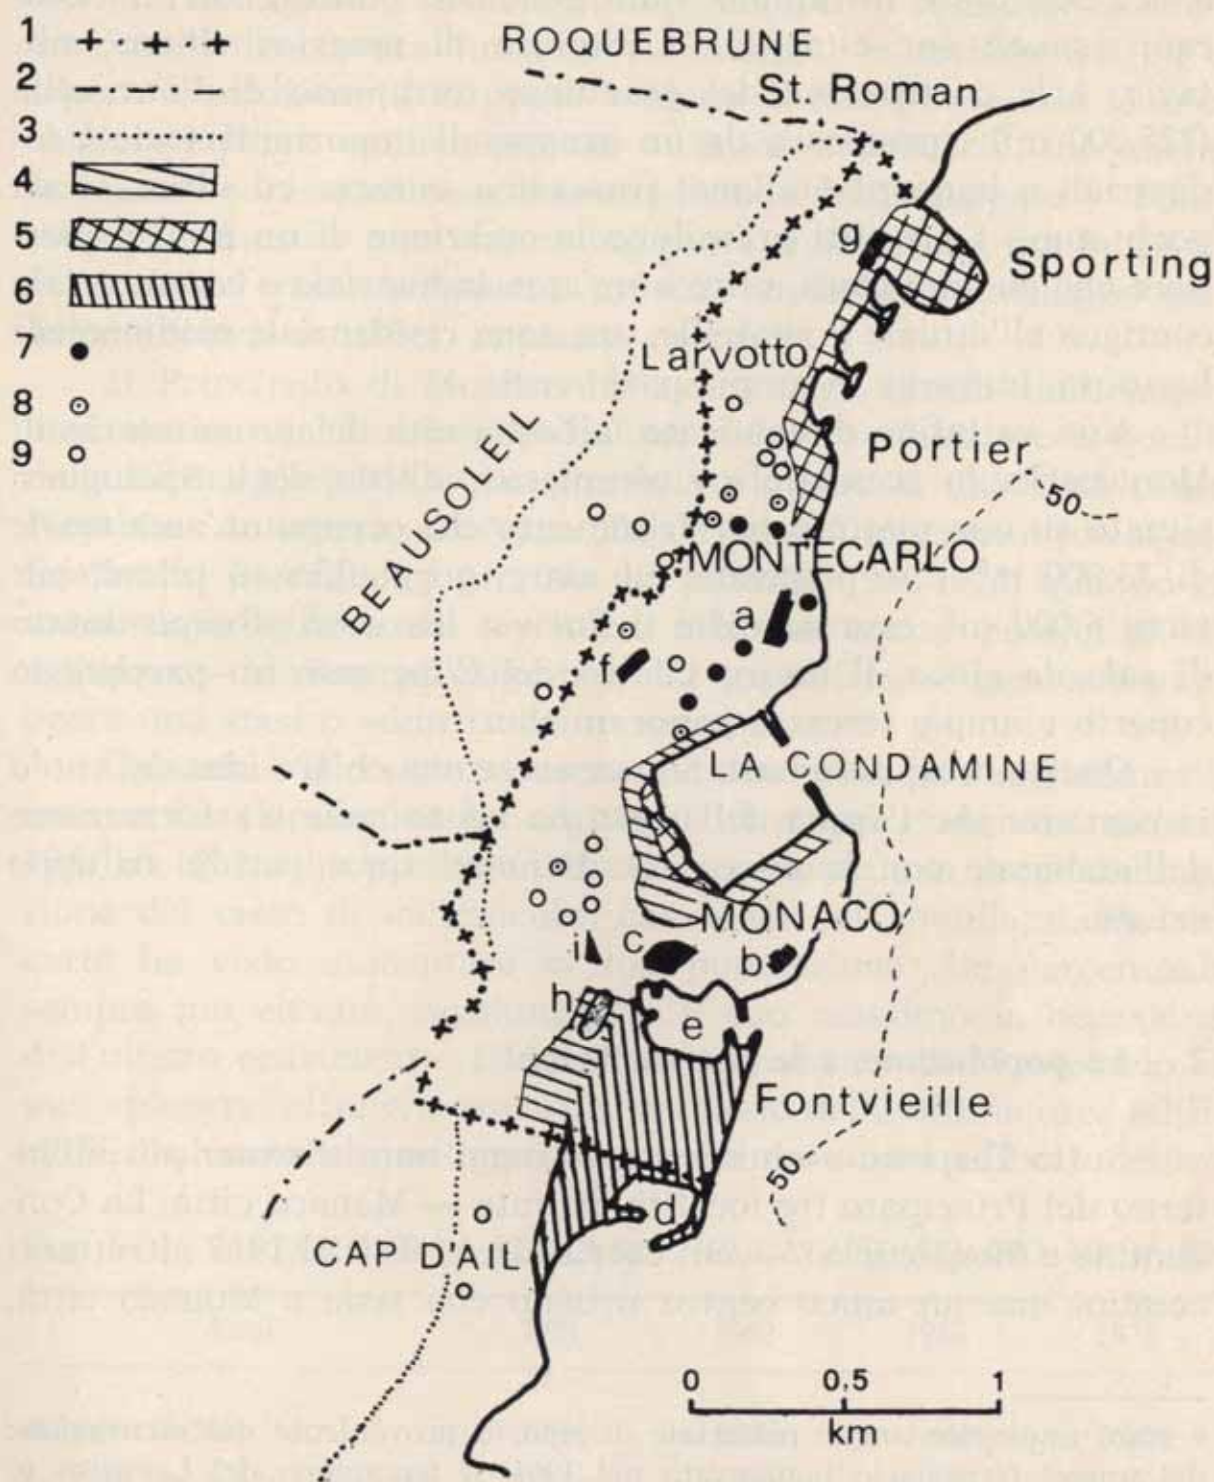 1
2
3
4
5
6
7
8
9
ROQUEBRUNE
St. Roman
g
Sporting
Larvotto
Portier
BEAUSOLEIL
50
MONTECARLO
a
f
LA CONDAMINE
MONACO
i
c
b
h
e
Fontvieille
50
d
CAP D'AIL
0 0,5 1
km